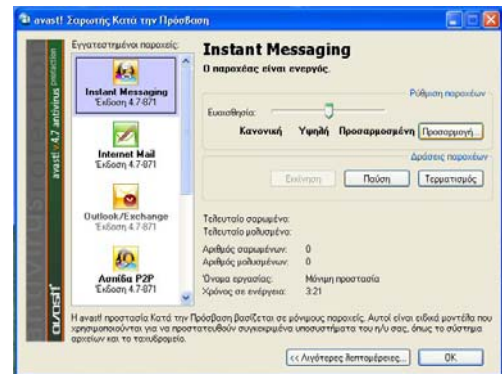 avast! Σαρωτής Κατά την Πρόσβαση
avast! 4.7 antivirus protection
avast!
Εγνατεστημένοι παροχείς:
Instant Messaging
Έκδοση 4.7-871
Internet Mail
Έκδοση 4.7-871
Outlook/Exchange
Έκδοση 4.7-871
Ασπίδα P2P
Έκδοση 4.7-871
Instant Messaging
Ο παροχέας είναι ενεργός.
Ρύθμιση παροχέων
Ευαισθησία:
Κανονική Υψηλή Προσαρμοσμένη Προσαρμογή...
Δράσεις παροχέων
Εκκίνηση Παύση Τερματισμός
Τελευταίο σαρωμένο:
Τελευταίο μολυσμένο:
Αριθμός σαρωμένων: 0
Αριθμός μολυσμένων: 0
Όνομα εργασίας: Μόνιμη προστασία
Χρόνος σε ενέργεια: 3:21
Η avast! προστασία Κατά την Πρόσβαση βασίζεται σε μόνιμους παροχείς. Αυτοί είναι ειδικά μοντέλα που
χρησιμοποιούνται για να προστατευθούν συγκεκριμένα υποσυστήματα του η/υ σας, όπως το σύστημα
αρχείων και το ταχυδρομείο.
<< Λιγότερες λεπτομέρειες... OK